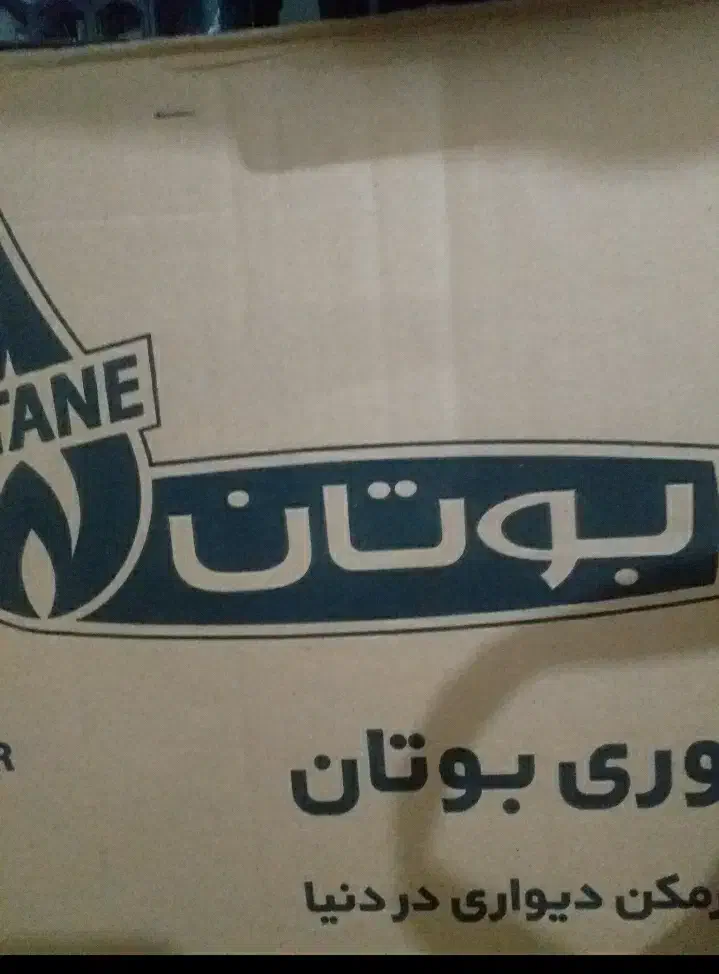 TANE
بوتان
R
وری بوتان
رمکن دیواری در دنیا